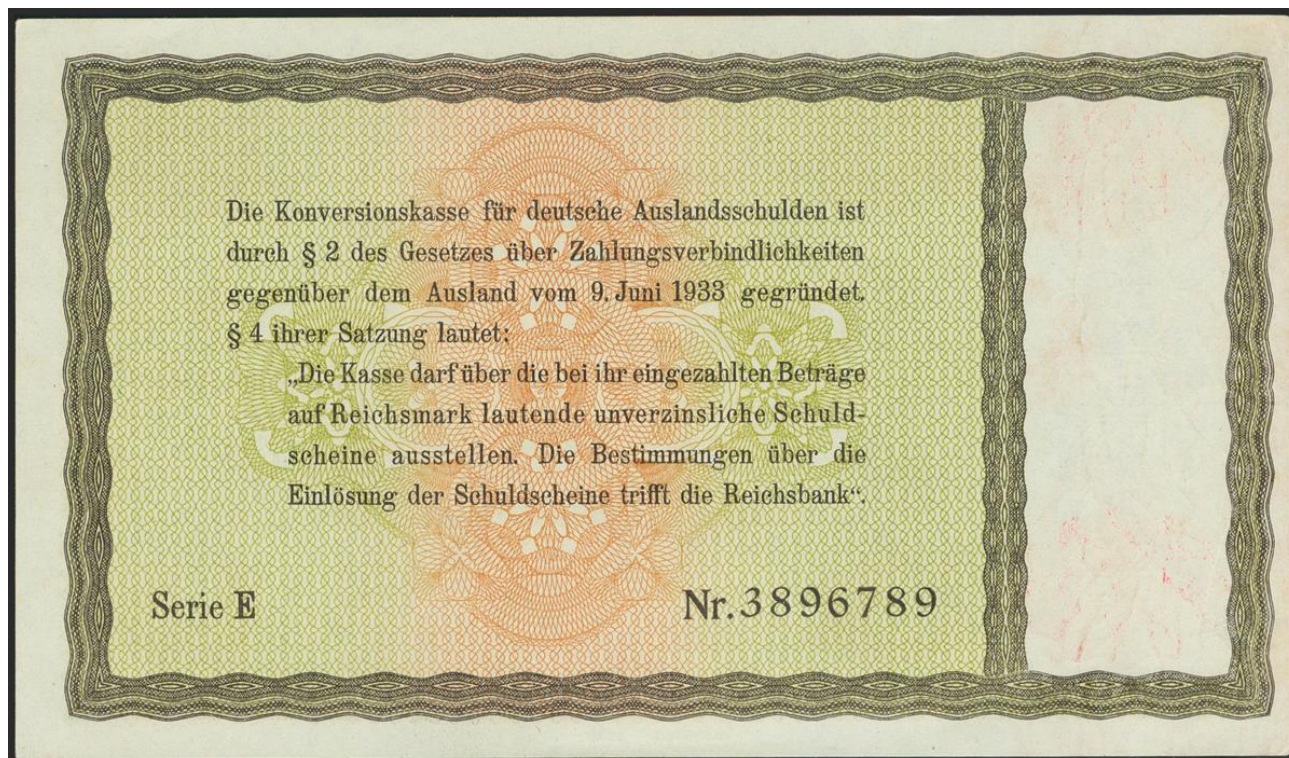 Die Konversionskasse für deutsche Auslandsschulden ist
durch § 2 des Gesetzes über Zahlungsverbindlichkeiten
gegenüber dem Ausland vom 9. Juni 1933 gegründet.
§ 4 ihrer Satzung lautet:
„Die Kasse darf über die bei ihr eingezahlten Beträge
auf Reichsmark lautende unverzinsliche Schuld-
scheine ausstellen. Die Bestimmungen über die
Einlösung der Schuldscheine trifft die Reichsbank“.
Serie E Nr. 3896789